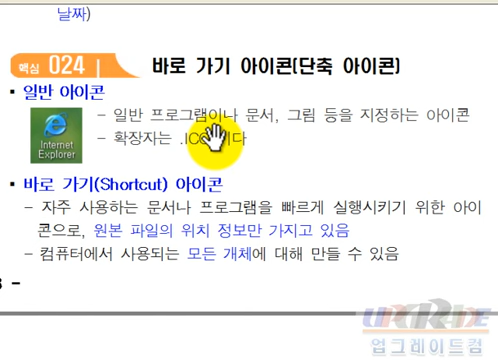 날짜)
핵심 024 바로 가기 아이콘(단축 아이콘)
▪ 일반 아이콘
Internet
Explorer
- 일반 프로그램이나 문서, 그림 등을 지정하는 아이콘
- 확장자는 다
▪ 바로 가기(Shortcut) 아이콘
- 자주 사용하는 문서나 프로그램을 빠르게 실행시키기 위한 아이
콘으로, 원본 파일의 위치 정보만 가지고 있음
- 컴퓨터에서 사용되는 모든 개체에 대해 만들 수 있음
-
UPGRADE
업그레이드컴